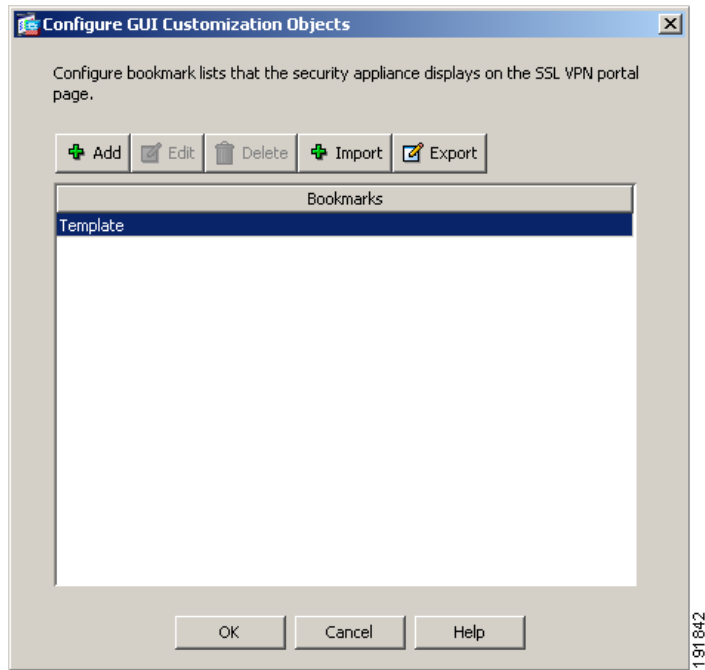 Configure GUI Customization Objects
Configure bookmark lists that the security appliance displays on the SSL VPN portal
page.
Add Edit Delete Import Export
Bookmarks
Template
OK Cancel Help
191842